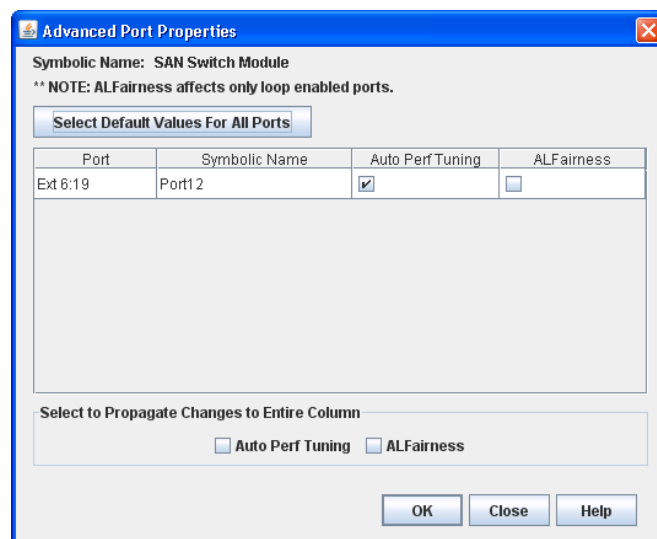 Advanced Port Properties
Symbolic Name: SAN Switch Module
** NOTE: ALFairness affects only loop enabled ports.
Select Default Values For All Ports
Port Symbolic Name Auto Perf Tuning ALFairness
Ext 6:19 Port12
Select to Propagate Changes to Entire Column
Auto Perf Tuning ALFairness
OK Close Help